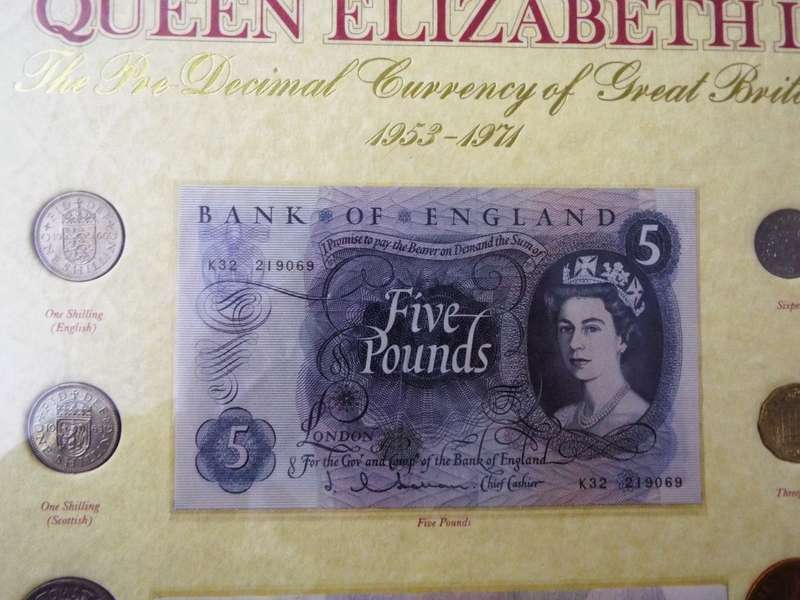 QUEEN ELIZABETH I
The Pre-Decimal Currency of Great Brit
1953-1971
BANK OF ENGLAND
5
I Promise to pay the Bearer on Demand the Sum of
K32 219069
Five
Pounds
5
LONDON
For the Govr and Compa of the Bank of England
Chief Cashier
K32 219069
One Shilling
(English)
Sixpe
One Shilling
(Scottish)
Five Pounds
Three